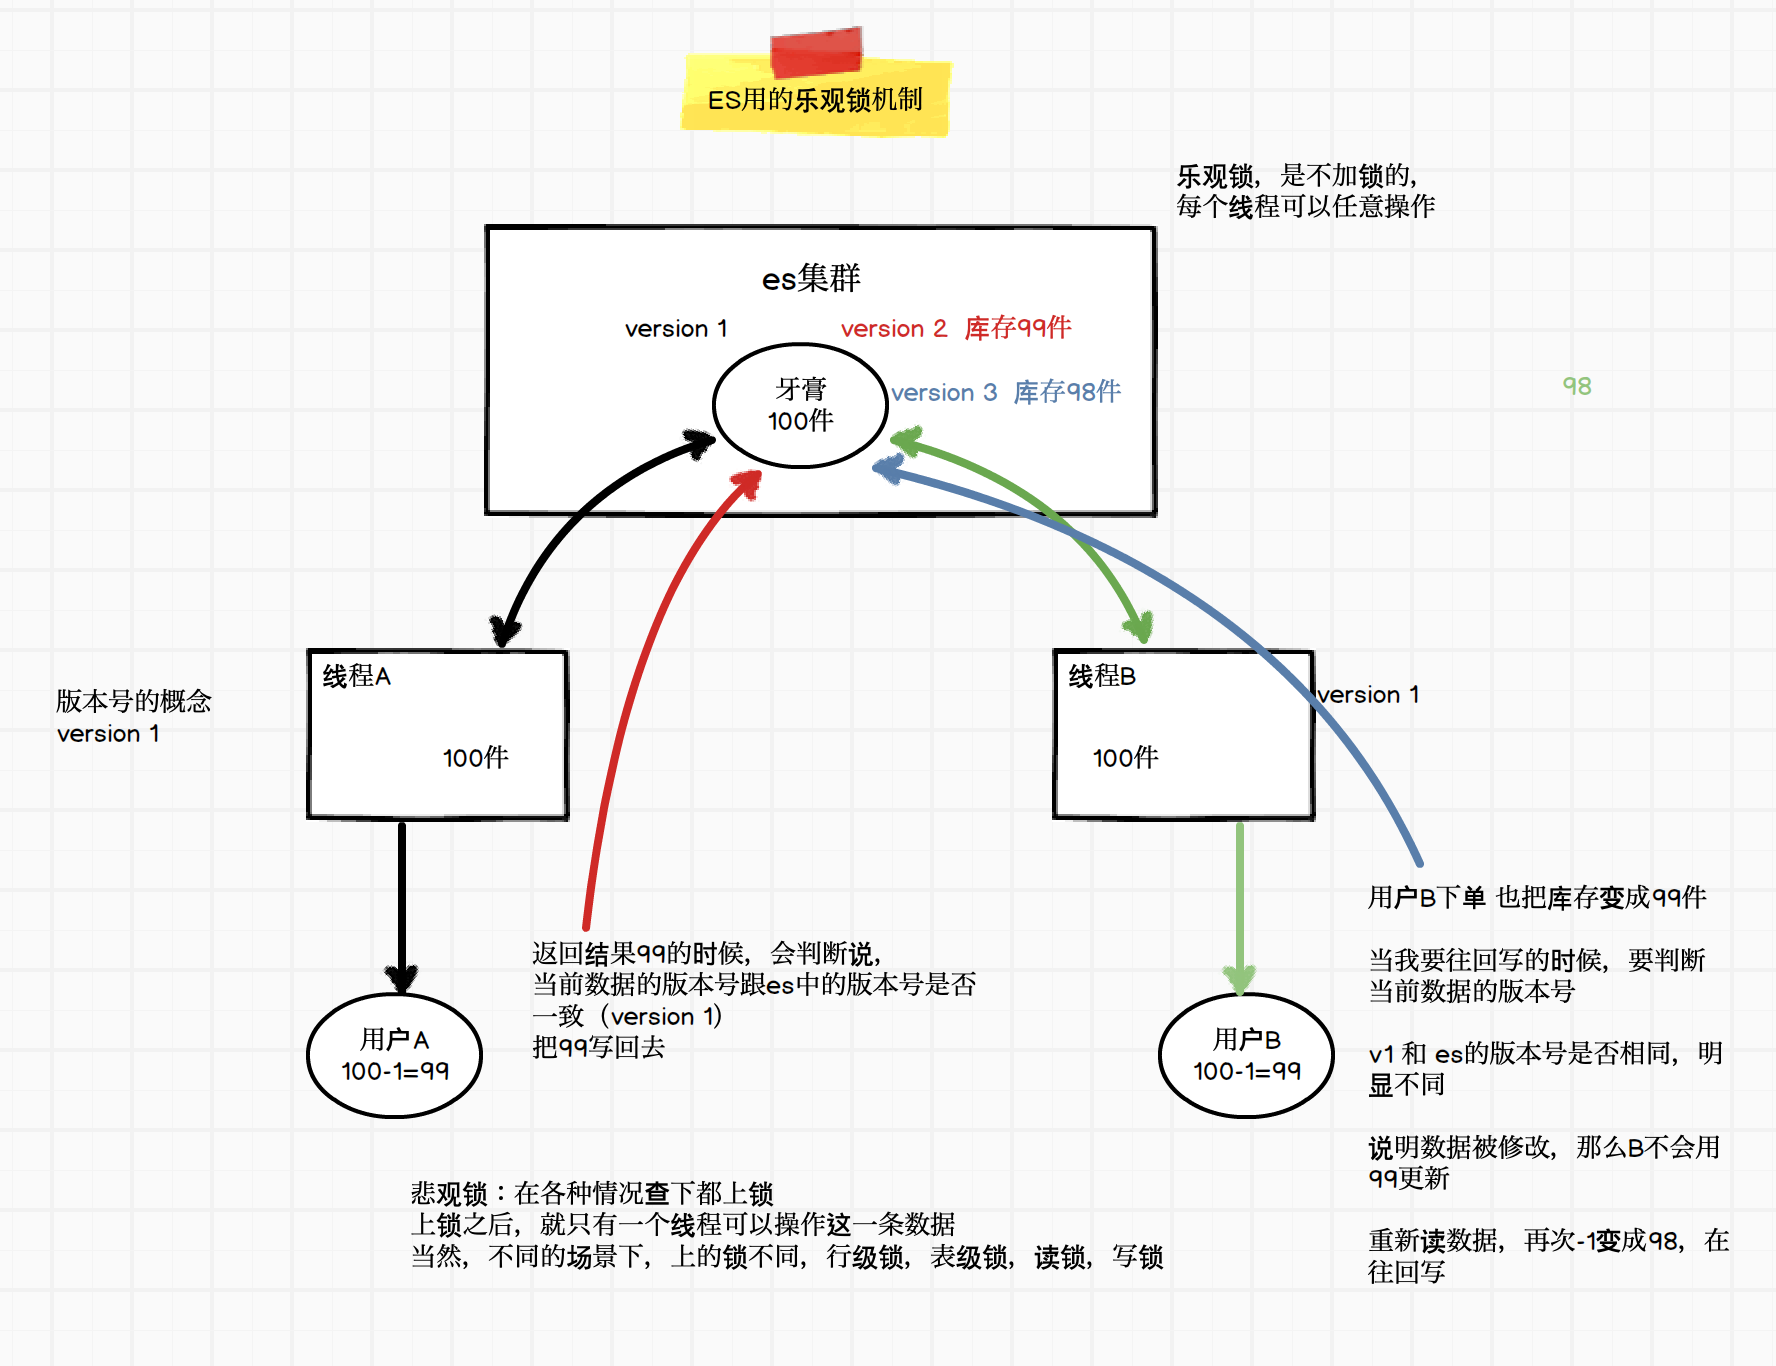 ES用的乐观锁机制
乐观锁，是不加锁的，
每个线程可以任意操作
es集群
version 1
version 2 库存99件
牙膏
100件
version 3 库存98件
98
线程A
100件
版本号的概念
version 1
线程B
100件
version 1
用户A
100-1=99
返回结果99的时候，会判断说，
当前数据的版本号跟es中的版本号是否
一致（version 1）
把99写回去
用户B
100-1=99
用户B下单 也把库存变成99件
当我要往回写的时候，要判断
当前数据的版本号
v1 和 es的版本号是否相同，明
显不同
说明数据被修改，那么B不会用
99更新
重新读数据，再次-1变成98，在
往回写
悲观锁：在各种情况查下都上锁
上锁之后，就只有一个线程可以操作这一条数据
当然，不同的场景下，上的锁不同，行级锁，表级锁，读锁，写锁